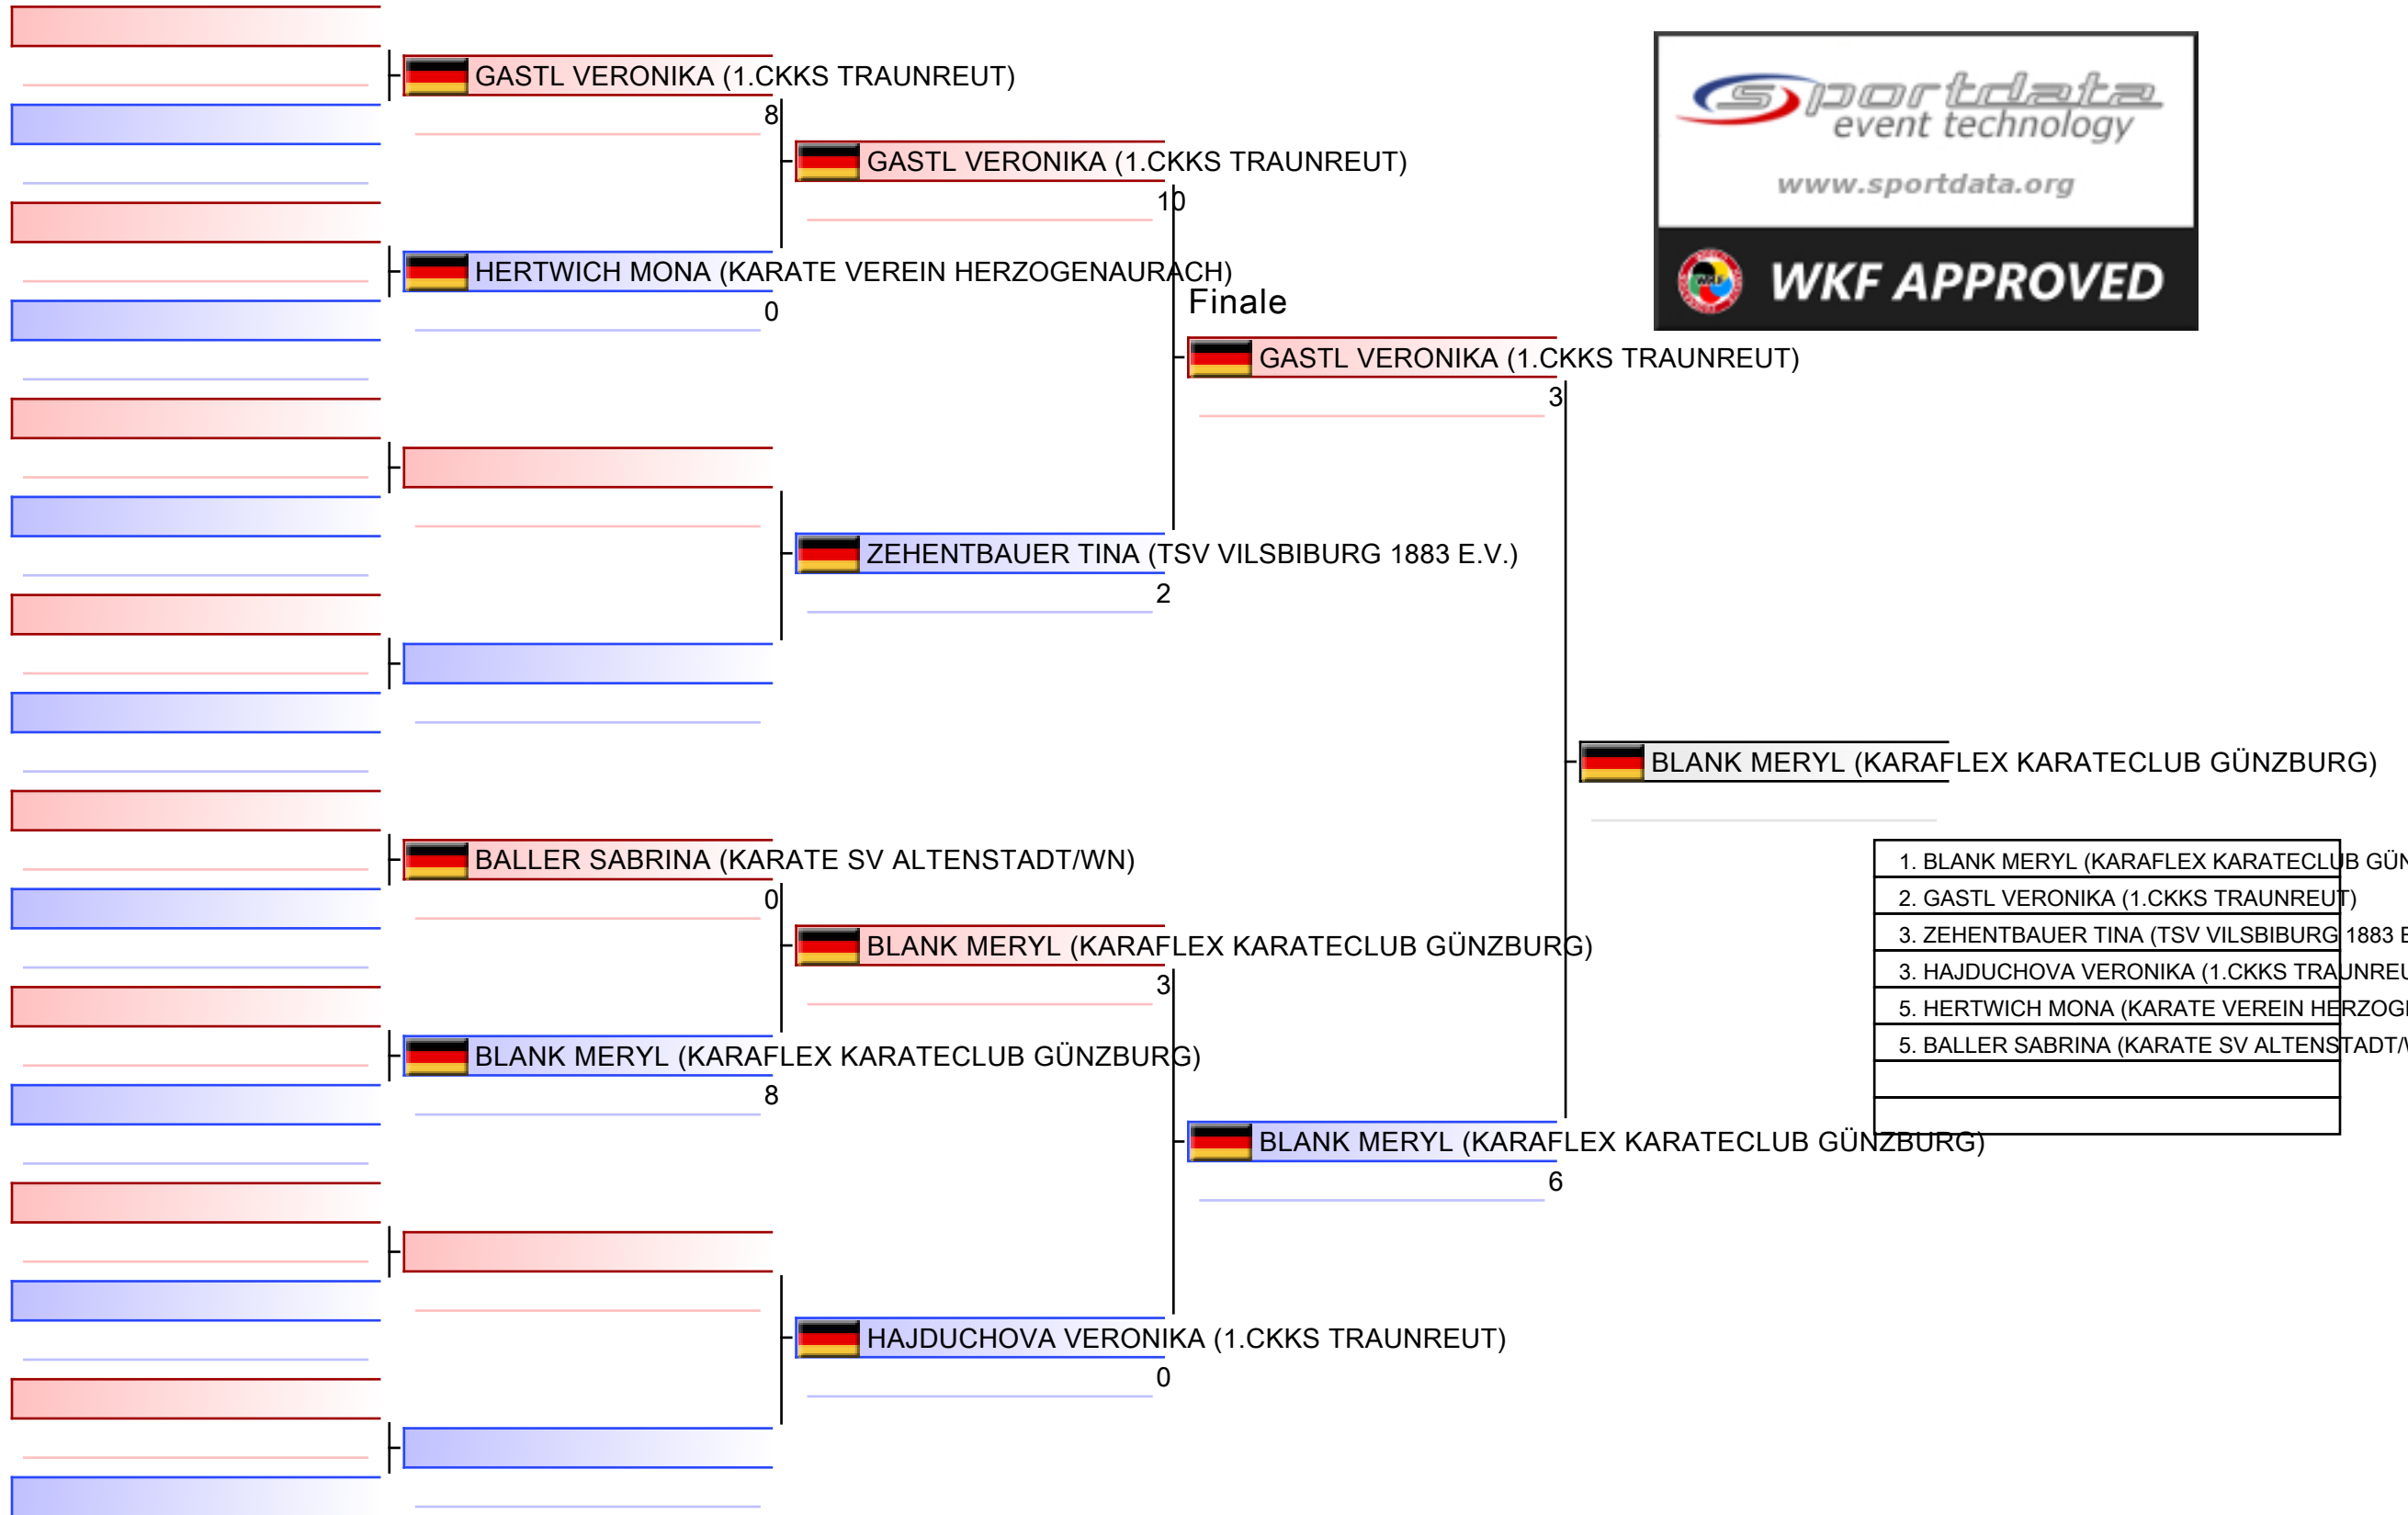 GASTL VERONIKA (1.CKKS TRAUNREUT)
8
HERTWICH MONA (KARATE VEREIN HERZOGENAURACH)
0
BALLER SABRINA (KARATE SV ALTENSTADT/WN)
0
BLANK MERYL (KARAFLEX KARATECLUB GÜNZBURG)
8
GASTL VERONIKA (1.CKKS TRAUNREUT)
10
ZEHENTBAUER TINA (TSV VILSBIBURG 1883 E.V.)
2
BLANK MERYL (KARAFLEX KARATECLUB GÜNZBURG)
3
HAJDUCHOVA VERONIKA (1.CKKS TRAUNREUT)
0
Finale
GASTL VERONIKA (1.CKKS TRAUNREUT)
3
BLANK MERYL (KARAFLEX KARATECLUB GÜNZBURG)
6
BLANK MERYL (KARAFLEX KARATECLUB GÜNZBURG)
sportdata
event technology
www.sportdata.org
WKF
WKF APPROVED
1. BLANK MERYL (KARAFLEX KARATECLUB GÜN
2. GASTL VERONIKA (1.CKKS TRAUNREUT)
3. ZEHENTBAUER TINA (TSV VILSBIBURG 1883 E
3. HAJDUCHOVA VERONIKA (1.CKKS TRAUNREU
5. HERTWICH MONA (KARATE VEREIN HERZOG
5. BALLER SABRINA (KARATE SV ALTENSTADT/W